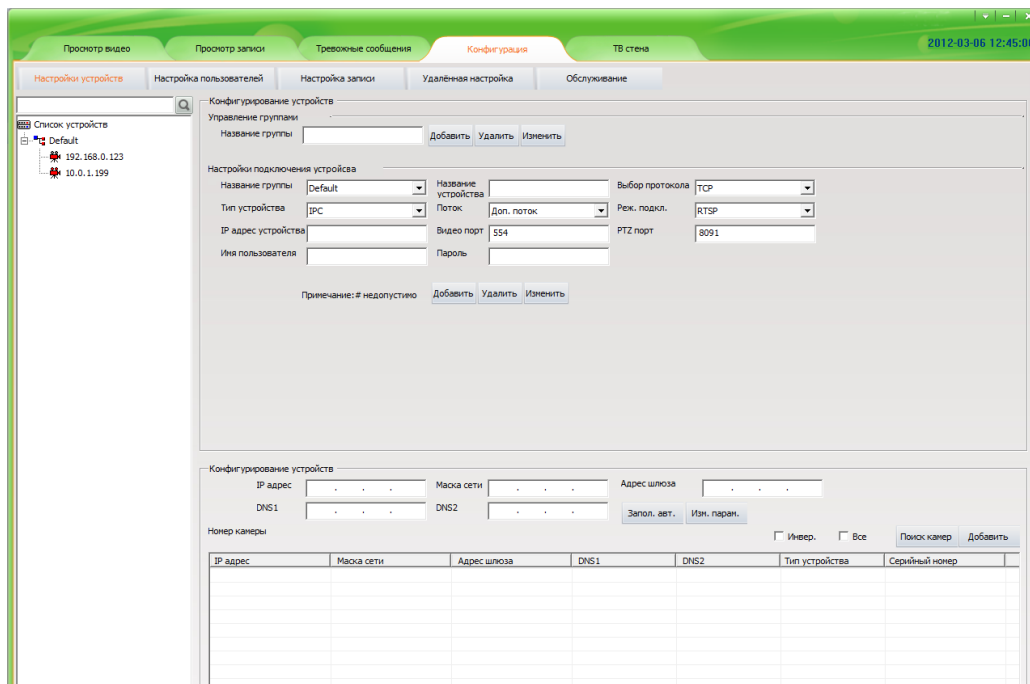 Просмотр видео Просмотр записи Тревожные сообщения Конфигурация ТВ стена 2012-03-06 12:45:0
Настройки устройств Настройка пользователей Настройка записи Удалённая настройка Обслуживание
Список устройств
Default
192.168.0.123
10.0.1.199
Конфигурирование устройств
Управление группами
Название группы Добавить Удалить Изменить
Настройки подключения устройсва
Название группы Default Название устройства Выбор протокола TCP
Тип устройства IPC Поток Доп. поток Реж. подкл. RTSP
IP адрес устройства Видео порт 554 PTZ порт 8091
Имя пользователя Пароль
Примечание:# недопустимо Добавить Удалить Изменить
Конфигурирование устройств
IP адрес Маска сети Адрес шлюза
DNS1 DNS2 Запол. авт. Изм. парам.
Номер камеры
Инвер. Все Поиск камер Добавить
IP адрес Маска сети Адрес шлюза DNS1 DNS2 Тип устройства Серийный номер